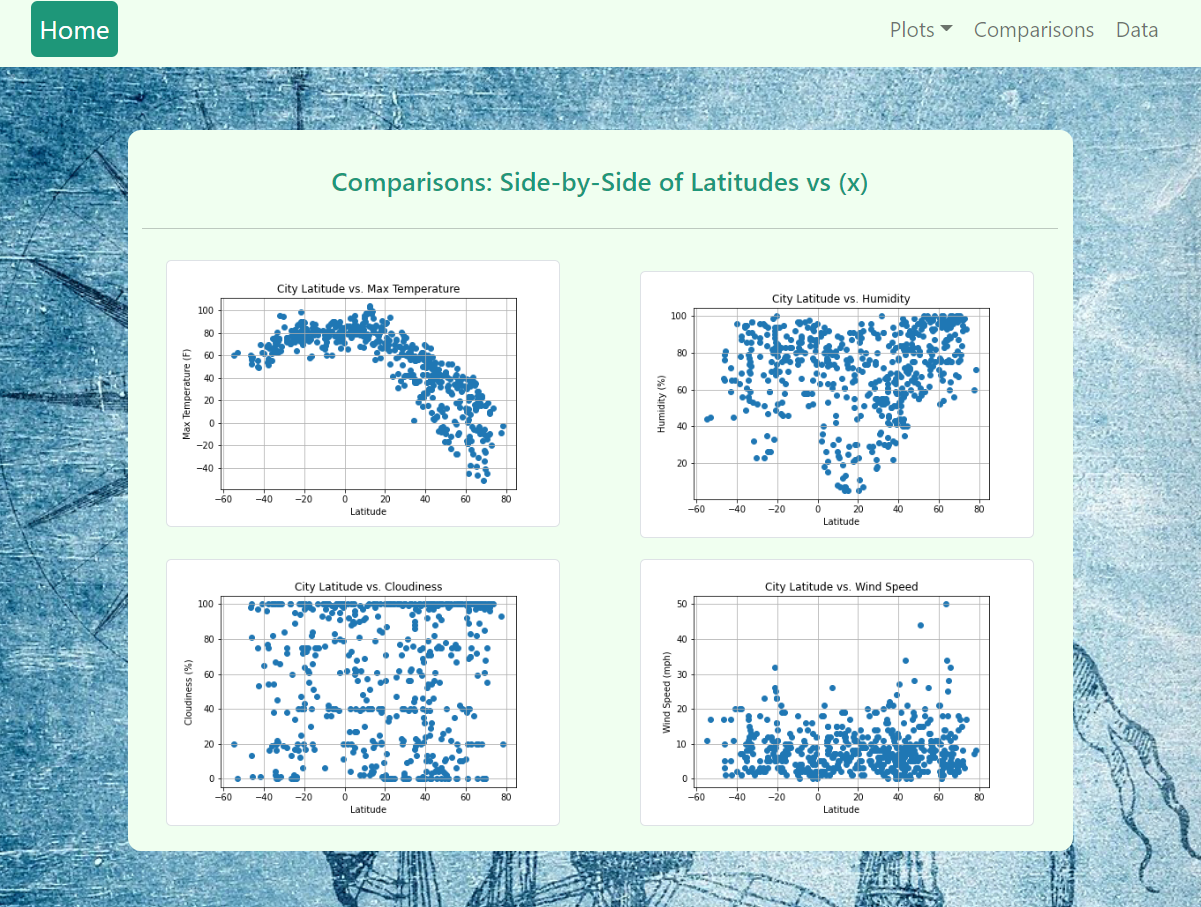 Home
Plots Comparisons Data
Comparisons: Side-by-Side of Latitudes vs (x)
City Latitude vs. Max Temperature
Max Temperature (F)
100
80
60
40
20
0
−20
−40
−60 −40 −20 0 20 40 60 80
Latitude
City Latitude vs. Humidity
Humidity (%)
100
80
60
40
20
−60 −40 −20 0 20 40 60 80
Latitude
City Latitude vs. Cloudiness
Cloudiness (%)
100
80
60
40
20
0
−60 −40 −20 0 20 40 60 80
Latitude
City Latitude vs. Wind Speed
Wind Speed (mph)
50
40
30
20
10
0
−60 −40 −20 0 20 40 60 80
Latitude